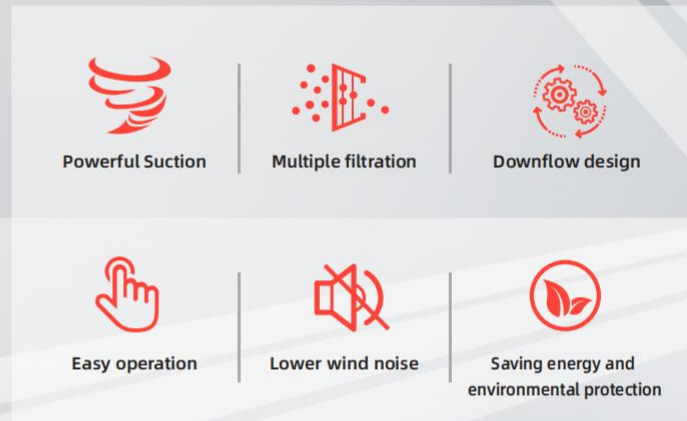 Powerful Suction
Multiple filtration
Downflow design
Easy operation
Lower wind noise
Saving energy and
environmental protection